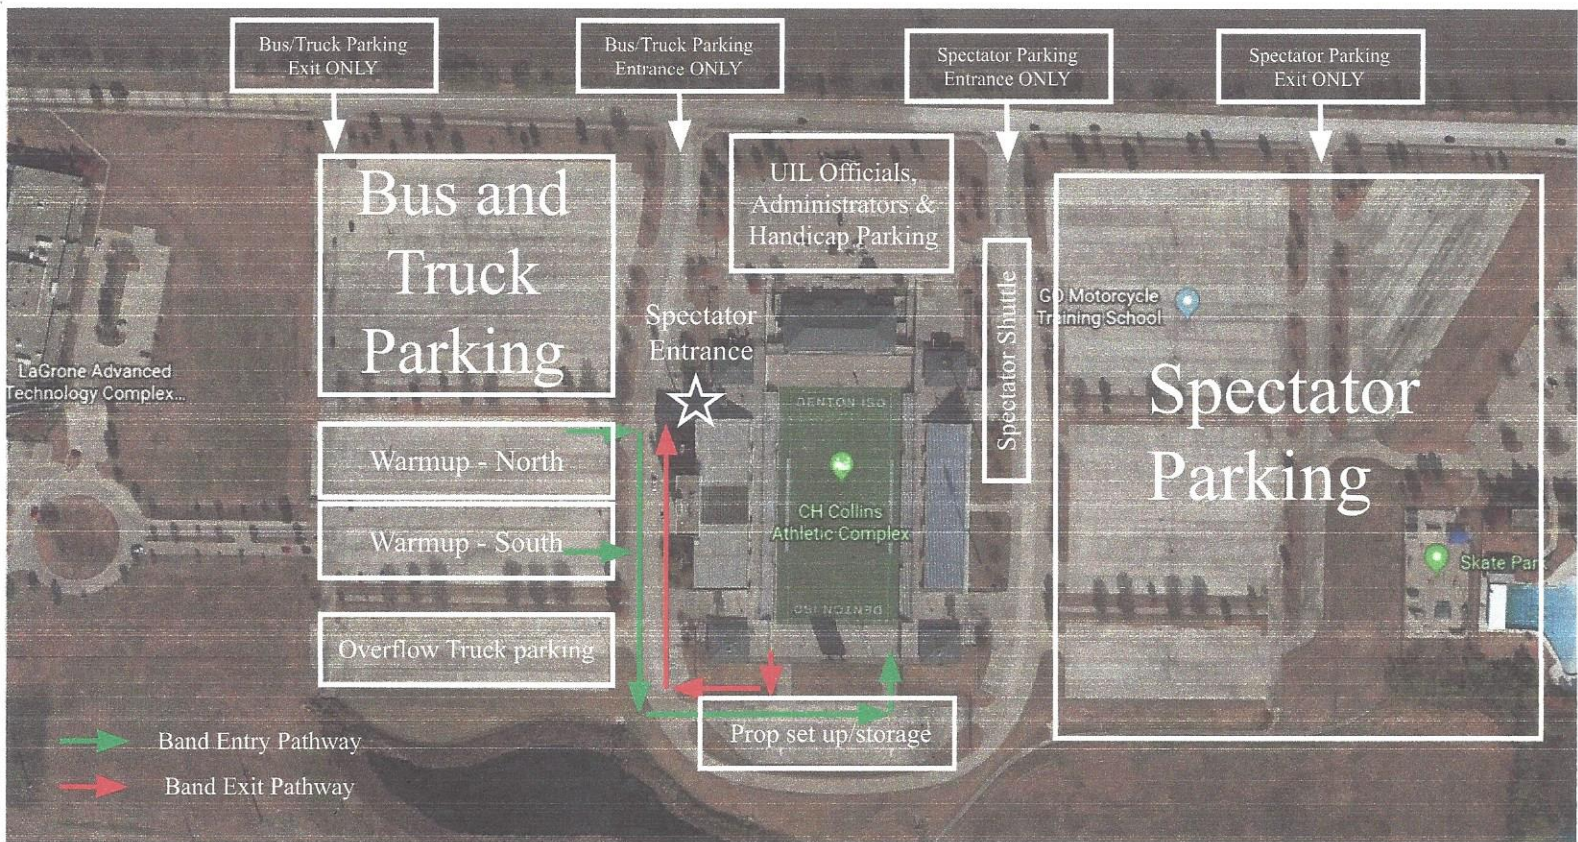 Bus/Truck Parking
Exit ONLY
Bus/Truck Parking
Entrance ONLY
Spectator Parking
Entrance ONLY
Spectator Parking
Exit ONLY
Bus and
Truck
Parking
UIL Officials,
Administrators &
Handicap Parking
Spectator Shuttle
GO Motorcycle
Training School
Spectator
Entrance
LaGrone Advanced
Technology Complex...
DENTON ISD
Spectator
Parking
Warmup - North
CH Collins
Athletic Complex
Warmup - South
Skate Park
DENTON ISD
Overflow Truck parking
Prop set up/storage
Band Entry Pathway
Band Exit Pathway